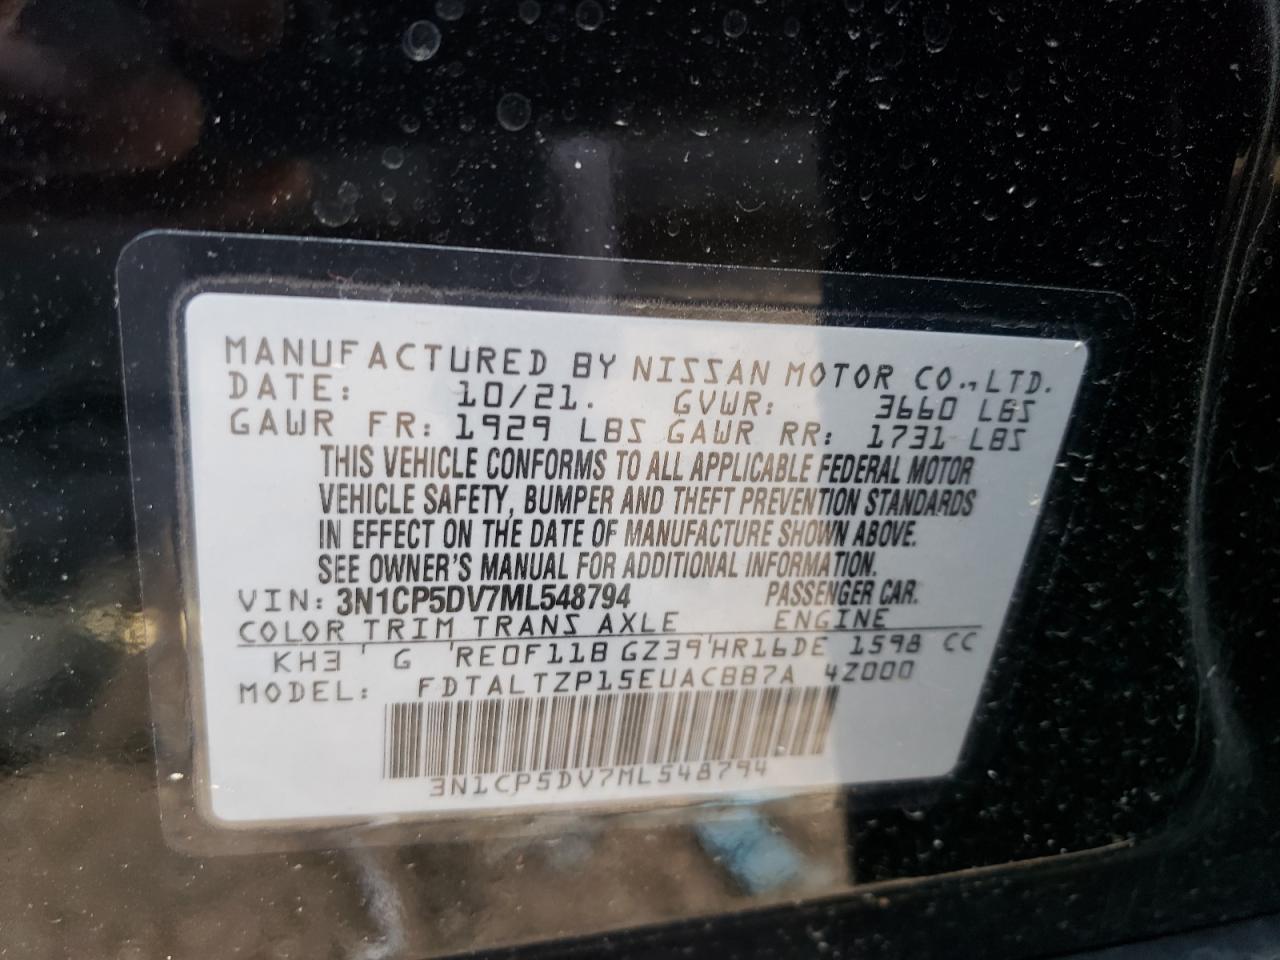 MANUFACTURED BY NISSAN MOTOR CO.,LTD.
DATE: 10/21. GVWR: 3660 LBS
GAWR FR: 1929 LBS GAWR RR: 1731 LBS
THIS VEHICLE CONFORMS TO ALL APPLICABLE FEDERAL MOTOR
VEHICLE SAFETY, BUMPER AND THEFT PREVENTION STANDARDS
IN EFFECT ON THE DATE OF MANUFACTURE SHOWN ABOVE.
SEE OWNER'S MANUAL FOR ADDITIONAL INFORMATION.
VIN: 3N1CP5DV7ML548794 PASSENGER CAR.
COLOR TRIM TRANS AXLE ENGINE
KH3 ' G 'RE0F11B GZ39'HR16DE 1598 CC
MODEL: FDTALTZP15EUACBB7A 4Z000
3N1CP5DV7ML548794